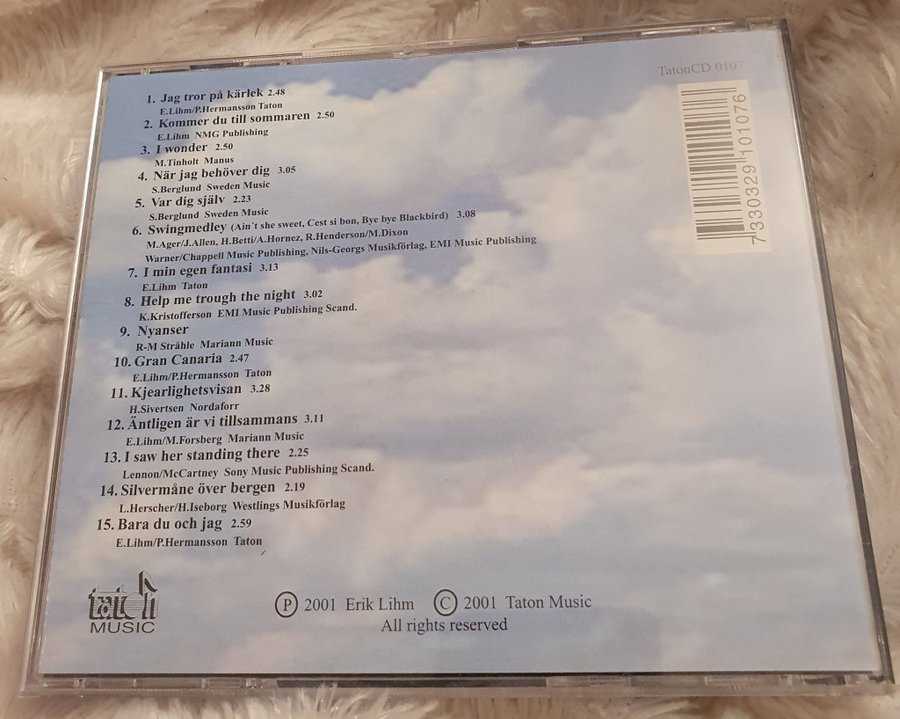 TatonCD 0107
1. Jag tror på kärlek 2.48
E.Lihm/P.Hermansson Taton
2. Kommer du till sommaren 2.50
E.Lihm NMG Publishing
3. I wonder 2.50
M.Tinholt Manus
4. När jag behöver dig 3.05
S.Berglund Sweden Music
5. Var dig själv 2.23
S.Berglund Sweden Music
6. Swingmedley (Ain´t she sweet, Cest si bon, Bye bye Blackbird) 3.08
M.Ager/J.Allen, H.Betti/A.Hornez, R.Henderson/M.Dixon
Warner/Chappell Music Publishing, Nils-Georgs Musikförlag, EMI Music Publishing
7. I min egen fantasi 3.13
E.Lihm Taton
8. Help me trough the night 3.02
K.Kristofferson EMI Music Publishing Scand.
9. Nyanser
R-M Stråhle Mariann Music
10. Gran Canaria 2.47
E.Lihm/P.Hermansson Taton
11. Kjearlighetsvisan 3.28
H.Sivertsen Nordaforr
12. Äntligen är vi tillsammans 3.11
E.Lihm/M.Forsberg Mariann Music
13. I saw her standing there 2.25
Lennon/McCartney Sony Music Publishing Scand.
14. Silvermåne över bergen 2.19
L.Herscher/H.Iseborg Westlings Musikförlag
15. Bara du och jag 2.59
E.Lihm/P.Hermansson Taton
7 330329 101076
taton
MUSIC
Ⓟ 2001 Erik Lihm © 2001 Taton Music
All rights reserved